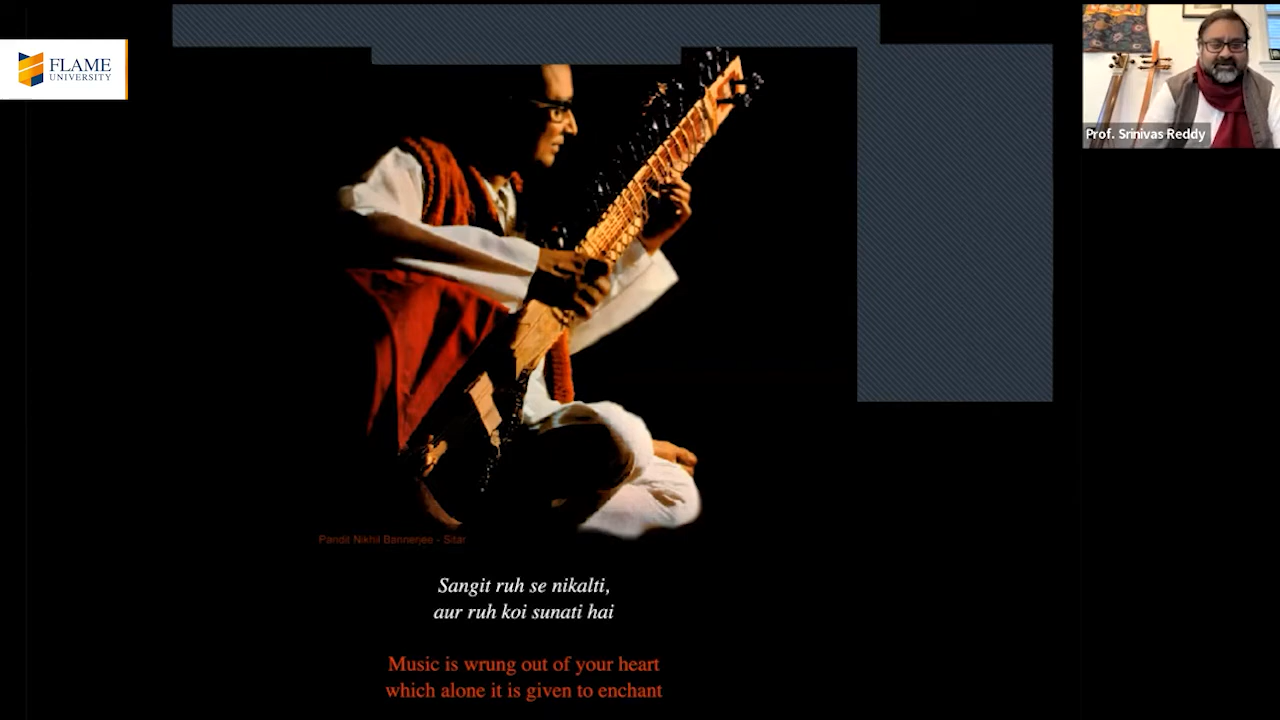 FLAME
UNIVERSITY
Prof. Srinivas Reddy
Pandit Nikhil Bannerjee - Sitar
Sangit ruh se nikalti,
aur ruh koi sunati hai
Music is wrung out of your heart
which alone it is given to enchant